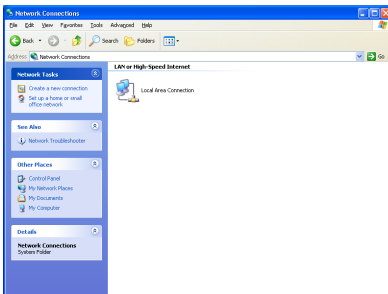 Network Connections
File Edit View Favorites Tools Advanced Help
Back Search Folders
Address Network Connections Go
Network Tasks
Create a new connection
Set up a home or small
office network
See Also
Network Troubleshooter
Other Places
Control Panel
My Network Places
My Documents
My Computer
Details
Network Connections
System Folder
LAN or High-Speed Internet
Local Area Connection